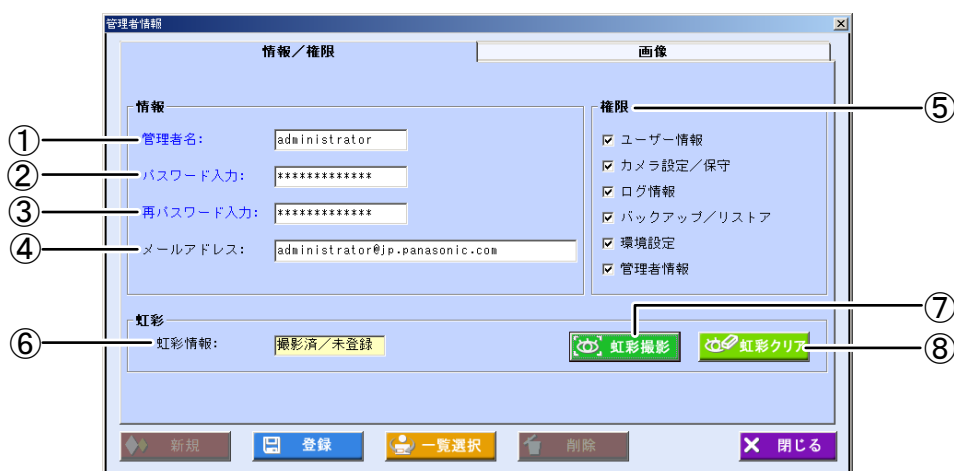 管理者情報
情報／権限
画像
情報
① 管理者名: administrator
② パスワード入力: *************
③ 再パスワード入力: *************
④ メールアドレス: administrator@jp.panasonic.com
権限 ⑤
ユーザー情報
カメラ設定／保守
ログ情報
バックアップ／リストア
環境設定
管理者情報
虹彩
⑥ 虹彩情報: 撮影済／未登録
虹彩撮影 ⑦
虹彩クリア ⑧
新規 登録 一覧選択 削除 閉じる